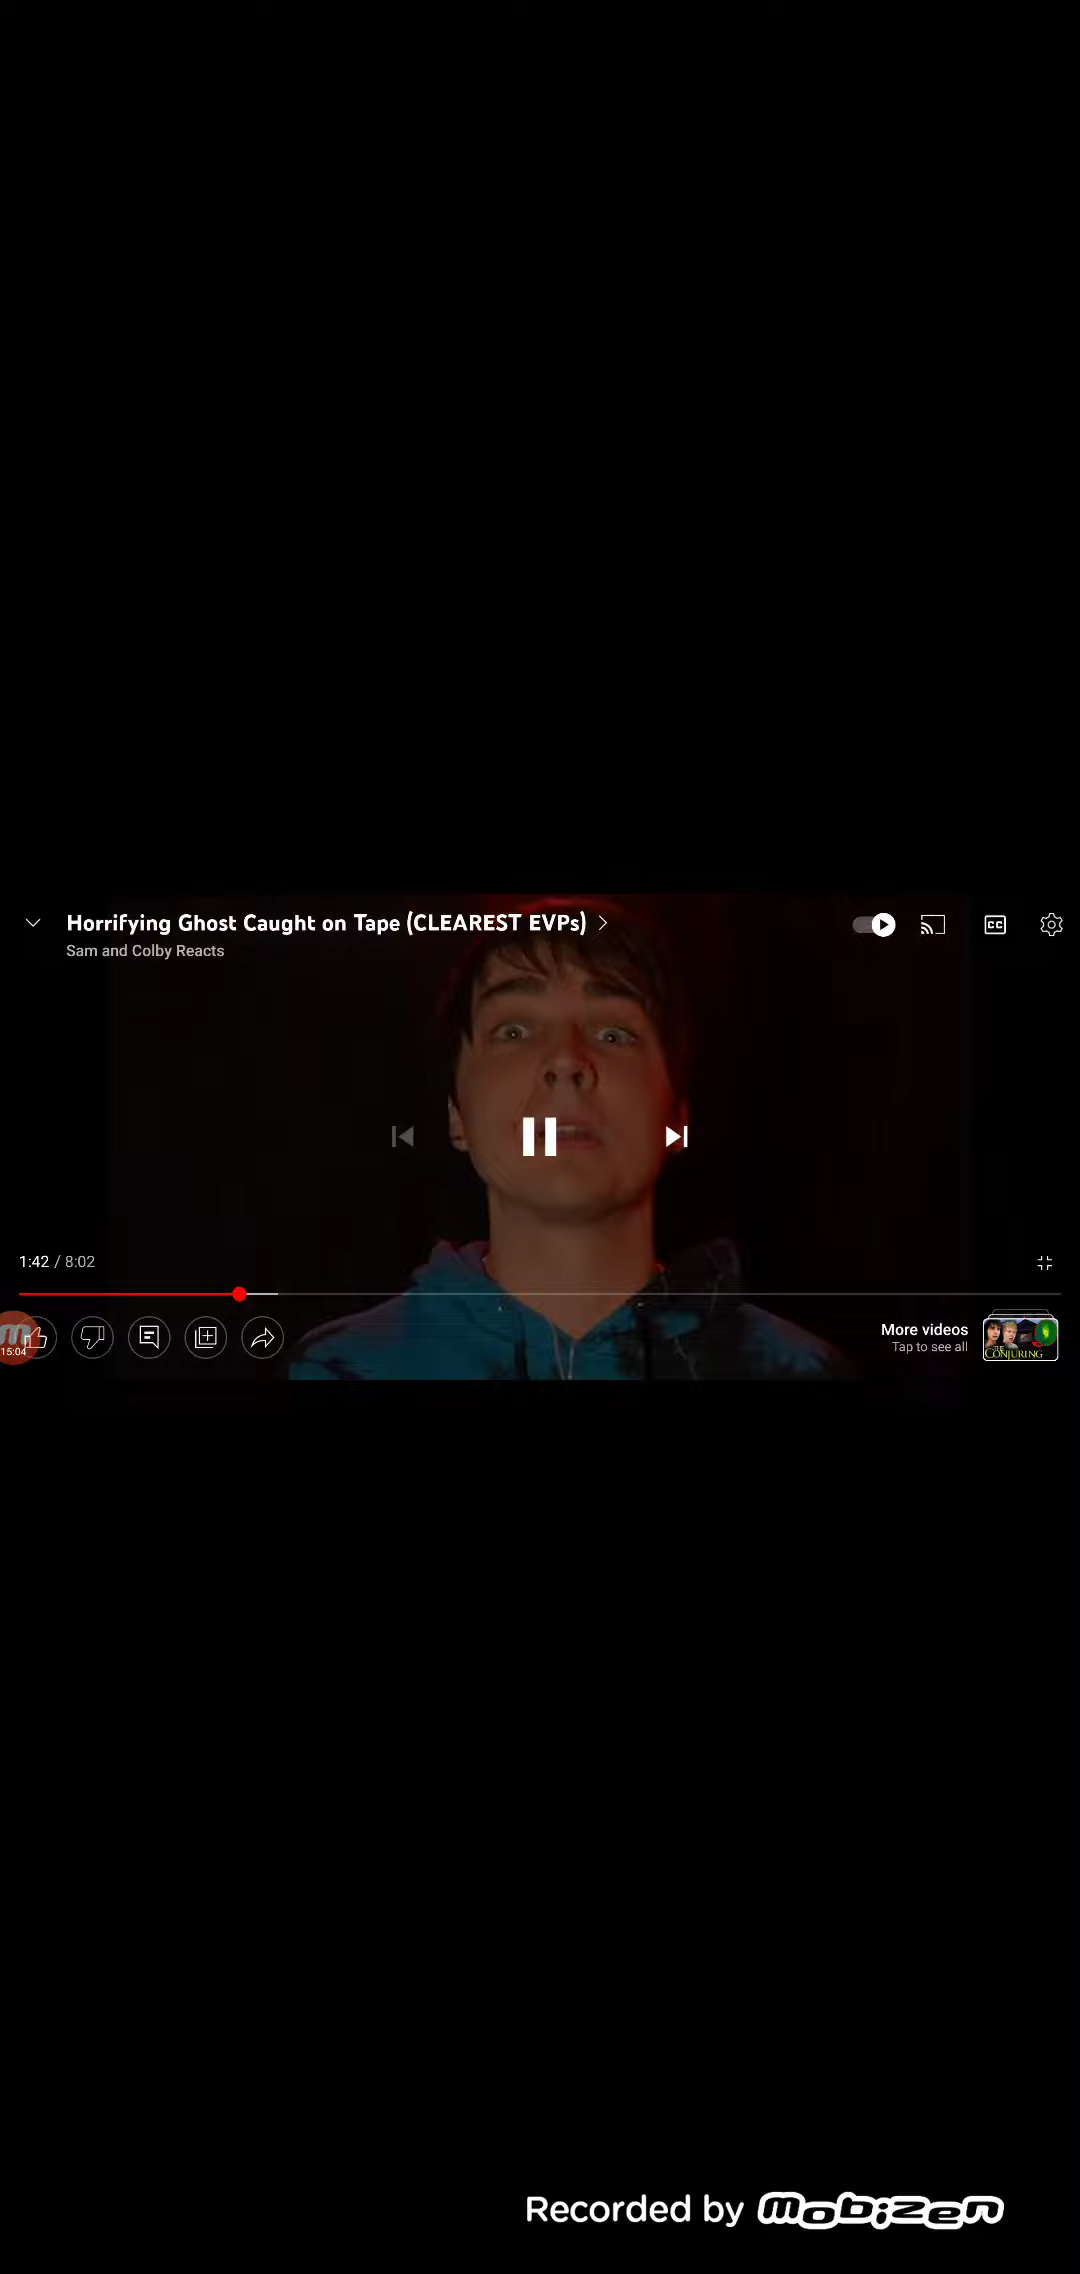 Horrifying Ghost Caught on Tape (CLEAREST EVPs)
Sam and Colby Reacts
CC
1:42 / 8:02
15:04
More videos
Tap to see all
THE
CONJURING
Recorded by mobizen